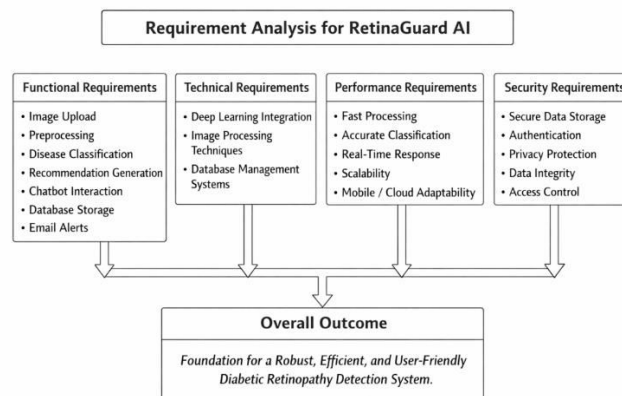 Requirement Analysis for RetinaGuard AI
Functional Requirements
• Image Upload
• Preprocessing
• Disease Classification
• Recommendation Generation
• Chatbot Interaction
• Database Storage
• Email Alerts
Technical Requirements
• Deep Learning Integration
• Image Processing
Techniques
• Database Management
Systems
Performance Requirements
• Fast Processing
• Accurate Classification
• Real-Time Response
• Scalability
• Mobile / Cloud Adaptability
Security Requirements
• Secure Data Storage
• Authentication
• Privacy Protection
• Data Integrity
• Access Control
Overall Outcome
Foundation for a Robust, Efficient, and User-Friendly
Diabetic Retinopathy Detection System.